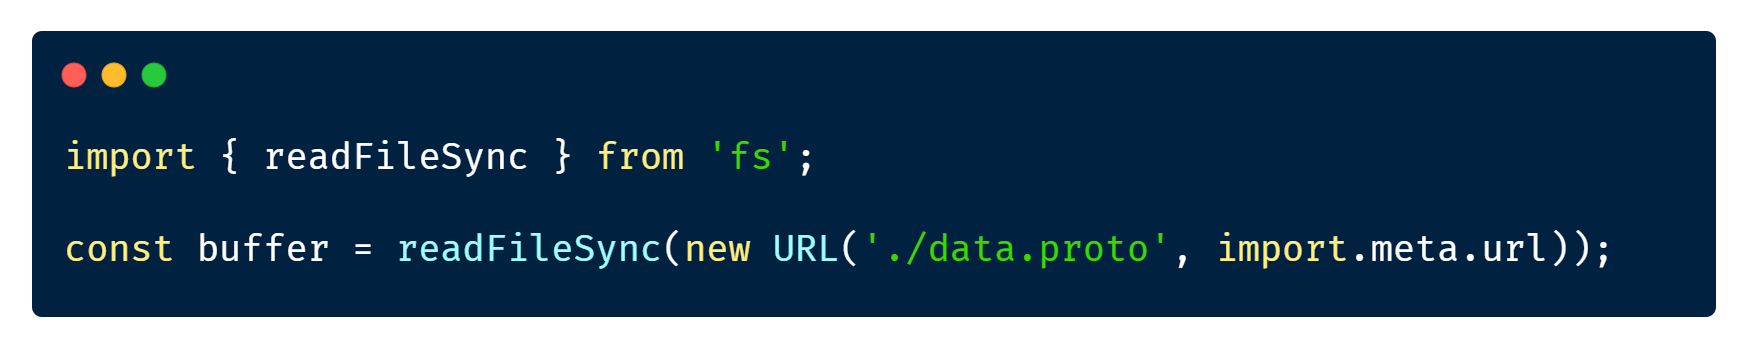 import { readFileSync } from 'fs';
const buffer = readFileSync(new URL('./data.proto', import.meta.url));